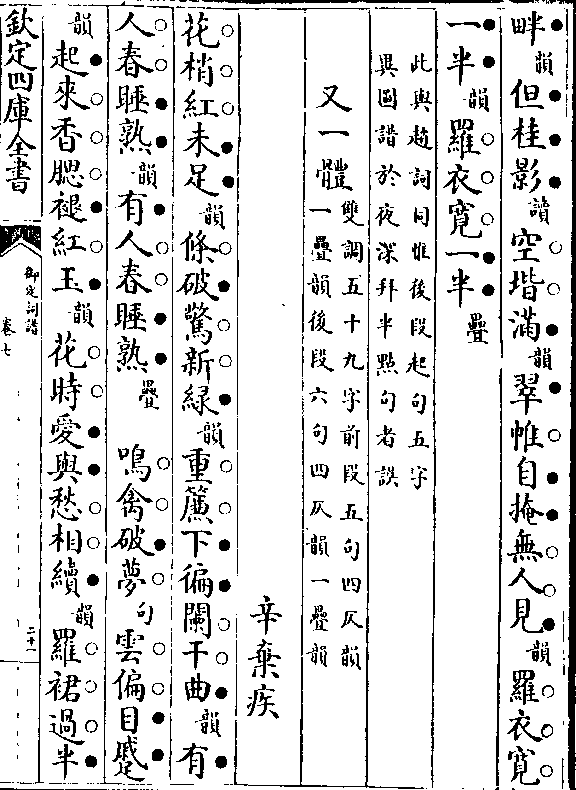 畔韻但桂影讀空堦滿韻翠帷自掩無人見韻羅衣寛
一半韻羅衣寛一半疊
此與趙詞同惟後段起句五字
異圖譜於夜深拜半㸃句者誤
又一體雙調五十九字前段五句四仄韻
一疊韻後段六句四仄韻一疊韻
辛棄疾
花梢紅未足韻條破驚新緑韻重簾下徧闌干曲韻有
人春睡熟韻有人春睡熟疊 鳴禽破夢句雲偏目蹙
韻起來香腮褪紅玉韻花時愛與愁相續韻羅裙過半
欽定四庫全書
御定詞譜
卷七
二十一